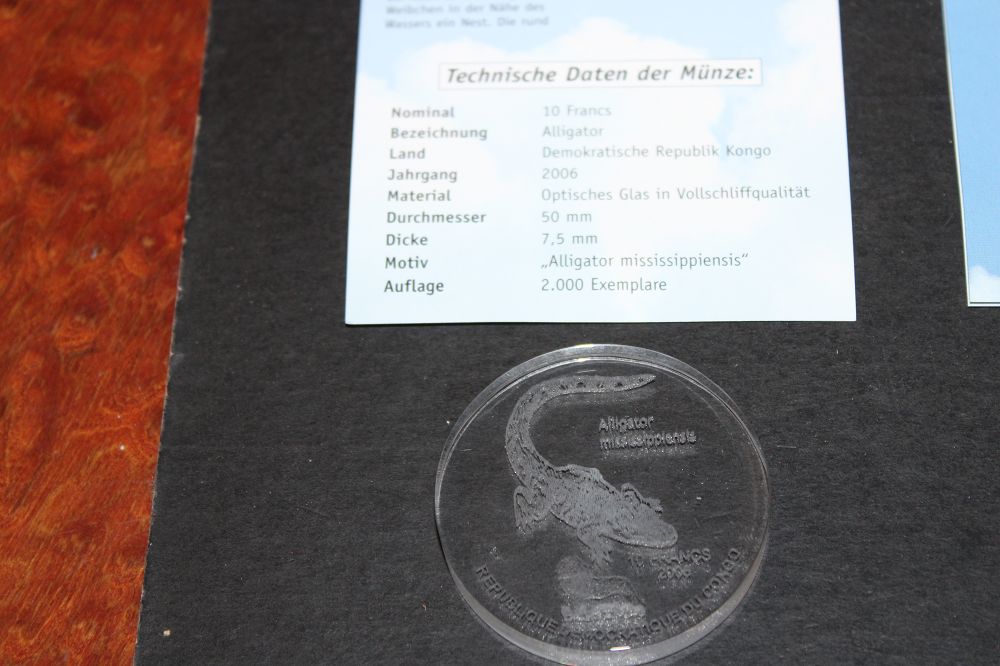 Weibchen in der Nähe des
Wassers ein Nest. Die rund
Technische Daten der Münze:
Nominal 10 Francs
Bezeichnung Alligator
Land Demokratische Republik Kongo
Jahrgang 2006
Material Optisches Glas in Vollschliffqualität
Durchmesser 50 mm
Dicke 7,5 mm
Motiv „Alligator mississippiensis“
Auflage 2.000 Exemplare
Alligator
mississippiensis
10 FRANCS
2006
REPUBLIQUE DEMOCRATIQUE DU CONGO